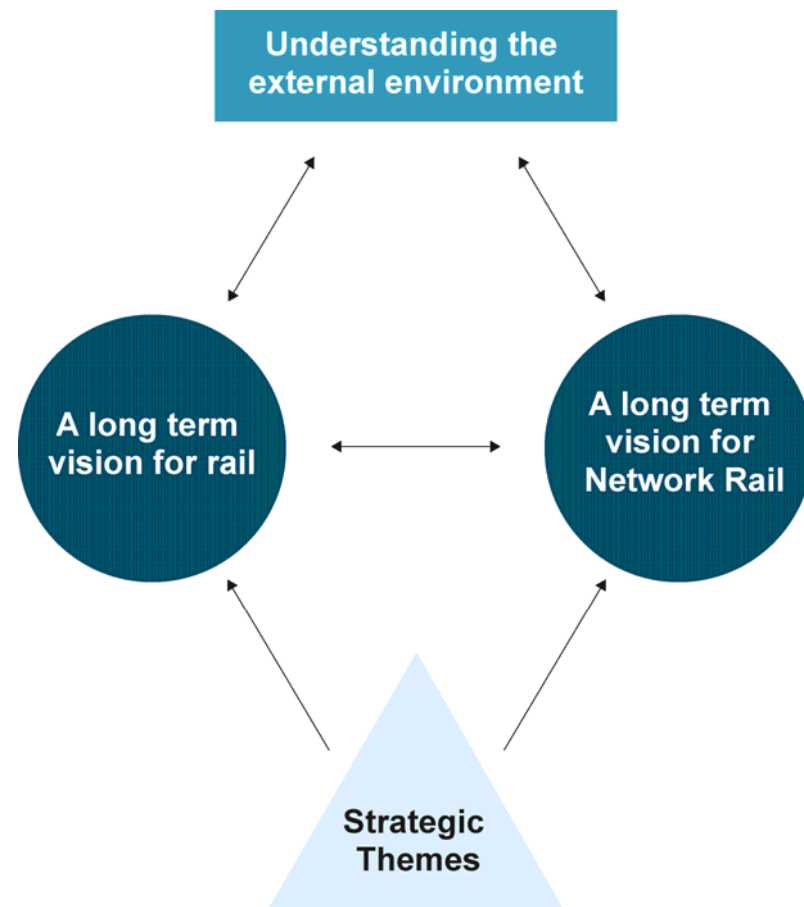 Understanding the
external environment
A long term
vision for rail
A long term
vision for
Network Rail
Strategic
Themes